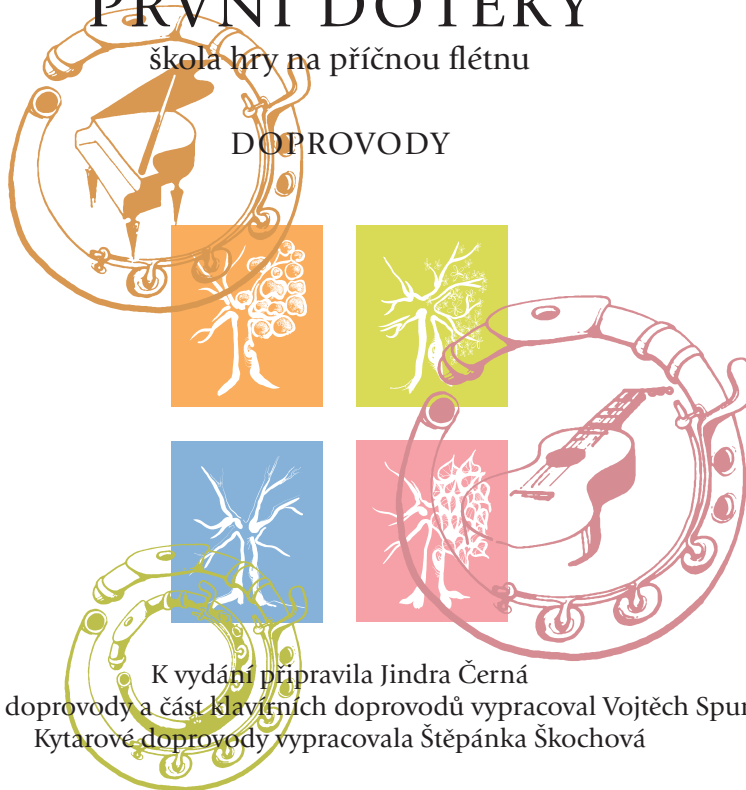 PRVNÍ DOTEKY
škola hry na příčnou flétnu
DOPROVODY
K vydání připravila Jindra Černá
doprovody a část klavírních doprovodů vypracoval Vojtěch Spur
Kytarové doprovody vypracovala Štěpánka Škochová